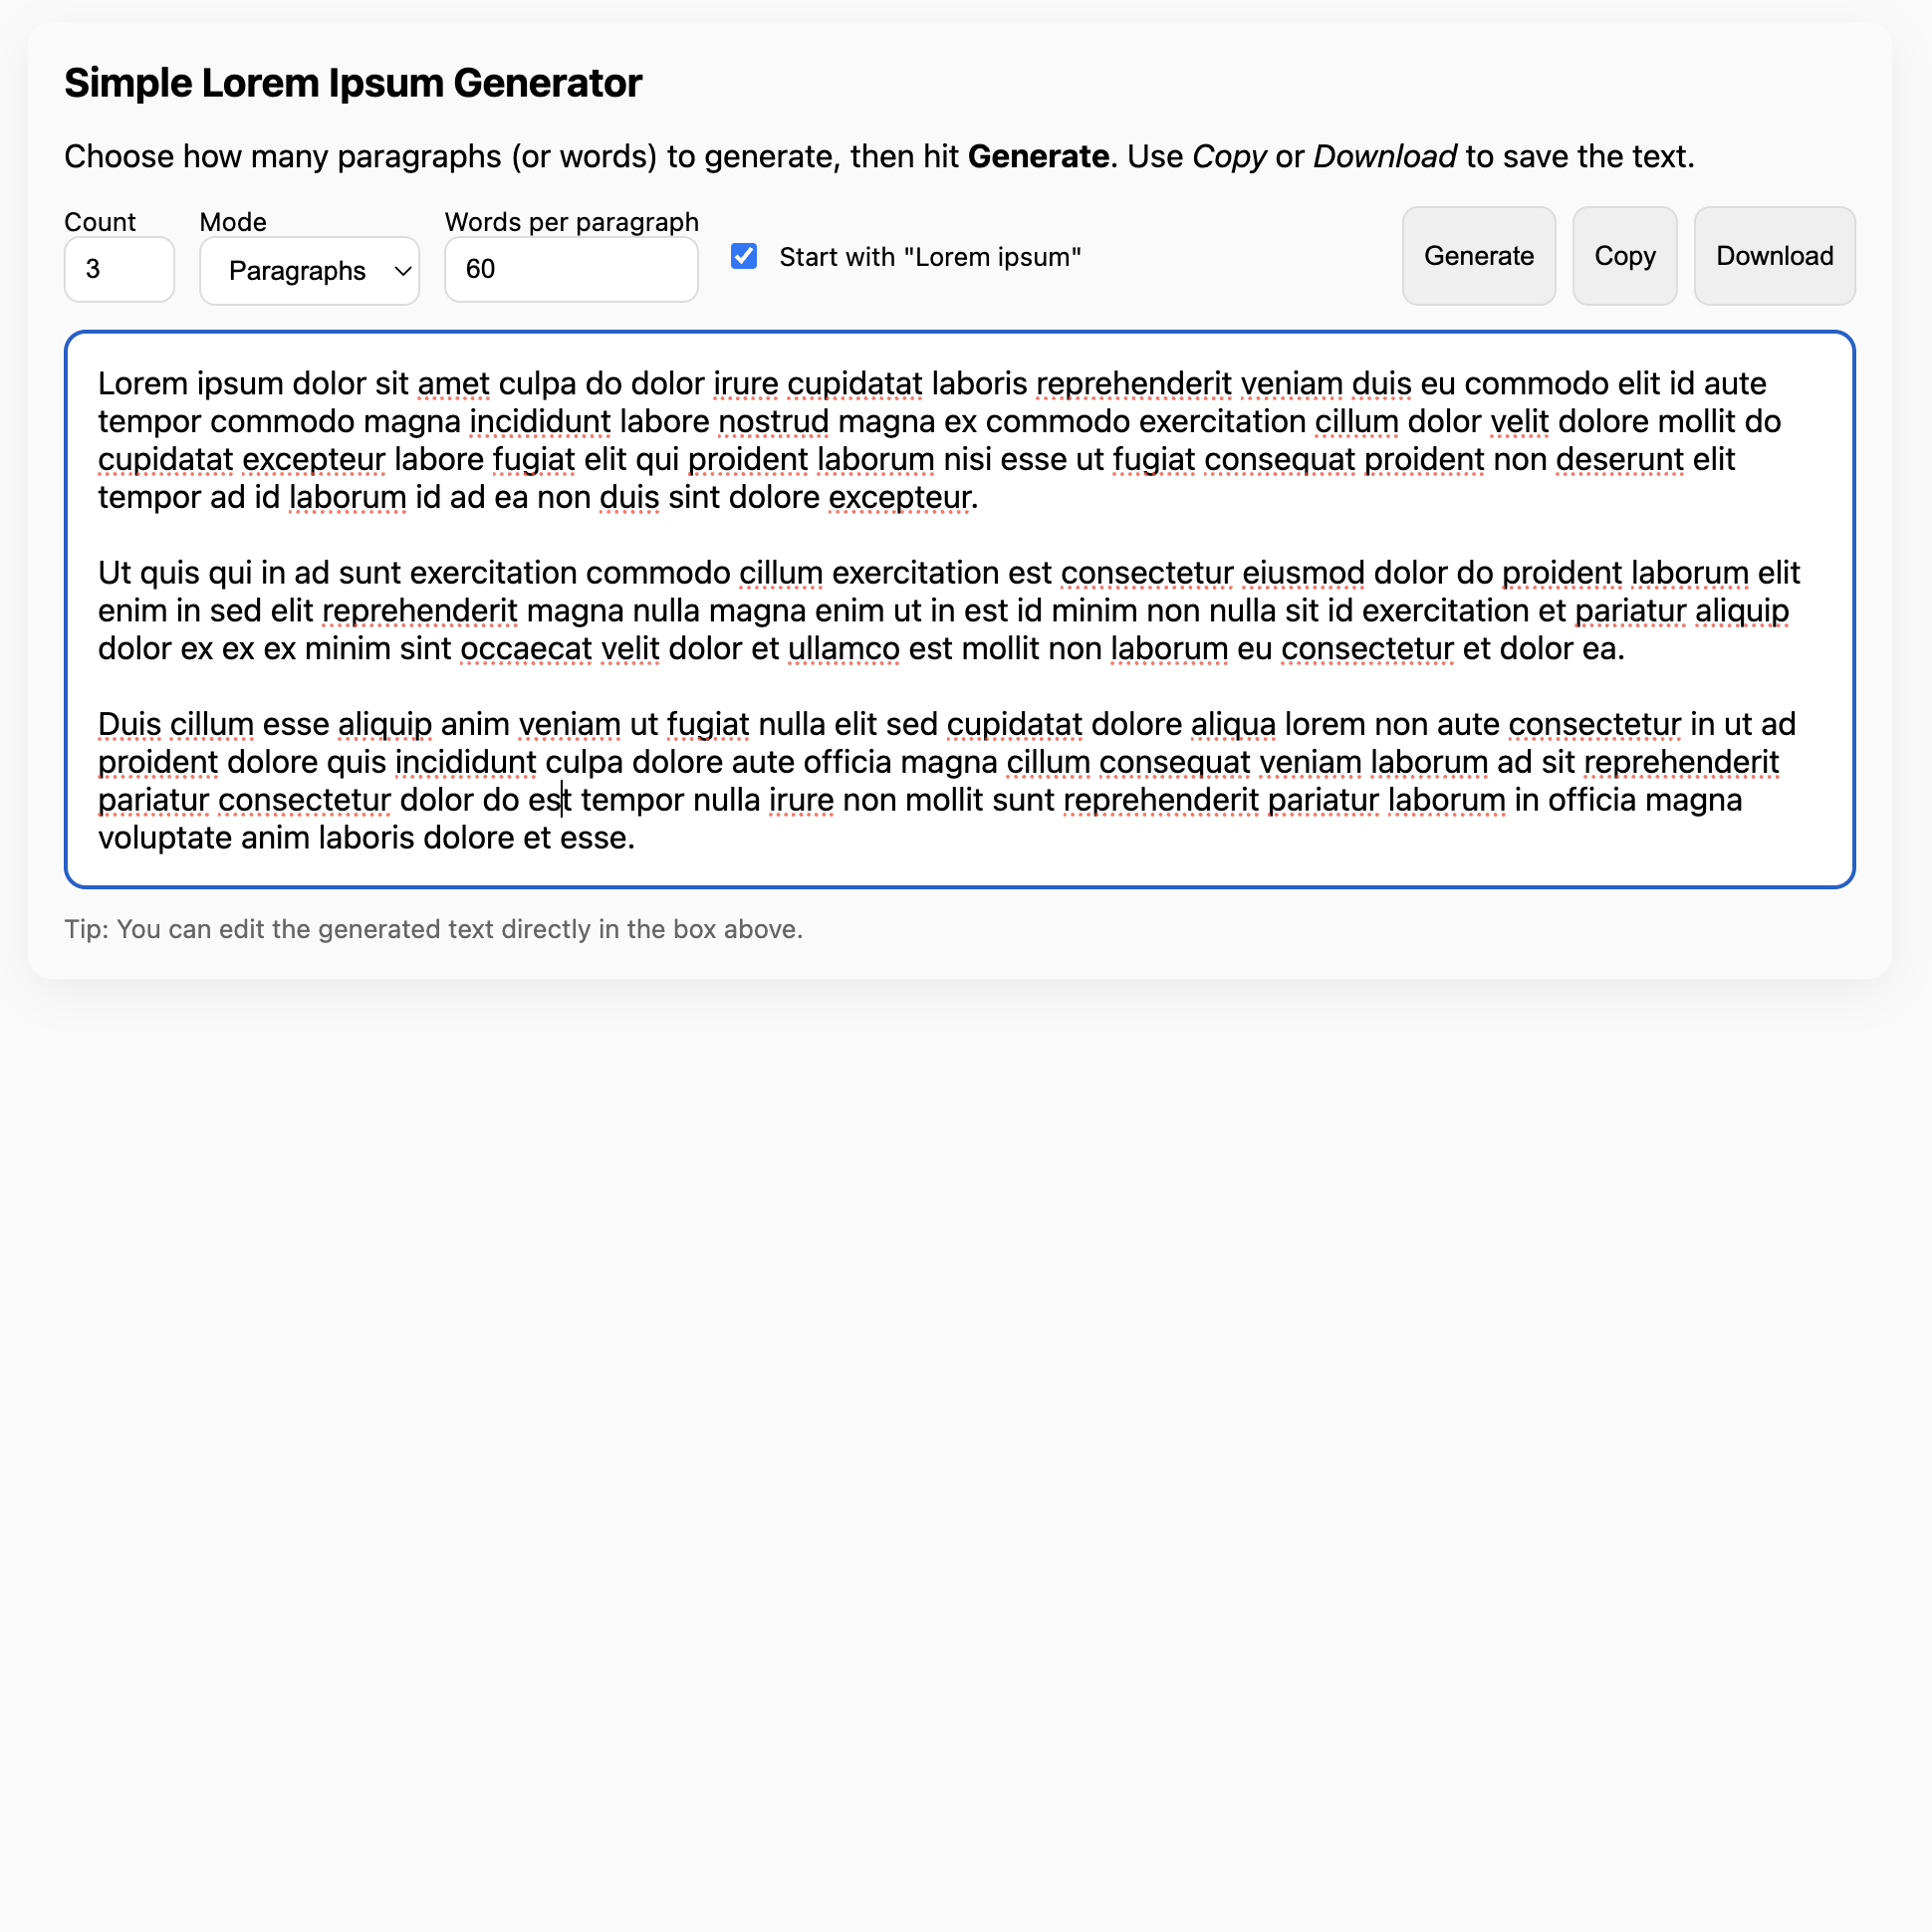 Simple Lorem Ipsum Generator
Choose how many paragraphs (or words) to generate, then hit Generate. Use Copy or Download to save the text.
Count
Mode
Words per paragraph
3
Paragraphs
60
Start with "Lorem ipsum"
Generate
Copy
Download
Lorem ipsum dolor sit amet culpa do dolor irure cupidatat laboris reprehenderit veniam duis eu commodo elit id aute
tempor commodo magna incididunt labore nostrud magna ex commodo exercitation cillum dolor velit dolore mollit do
cupidatat excepteur labore fugiat elit qui proident laborum nisi esse ut fugiat consequat proident non deserunt elit
tempor ad id laborum id ad ea non duis sint dolore excepteur.
Ut quis qui in ad sunt exercitation commodo cillum exercitation est consectetur eiusmod dolor do proident laborum elit
enim in sed elit reprehenderit magna nulla magna enim ut in est id minim non nulla sit id exercitation et pariatur aliquip
dolor ex ex ex minim sint occaecat velit dolor et ullamco est mollit non laborum eu consectetur et dolor ea.
Duis cillum esse aliquip anim veniam ut fugiat nulla elit sed cupidatat dolore aliqua lorem non aute consectetur in ut ad
proident dolore quis incididunt culpa dolore aute officia magna cillum consequat veniam laborum ad sit reprehenderit
pariatur consectetur dolor do est tempor nulla irure non mollit sunt reprehenderit pariatur laborum in officia magna
voluptate anim laboris dolore et esse.
Tip: You can edit the generated text directly in the box above.